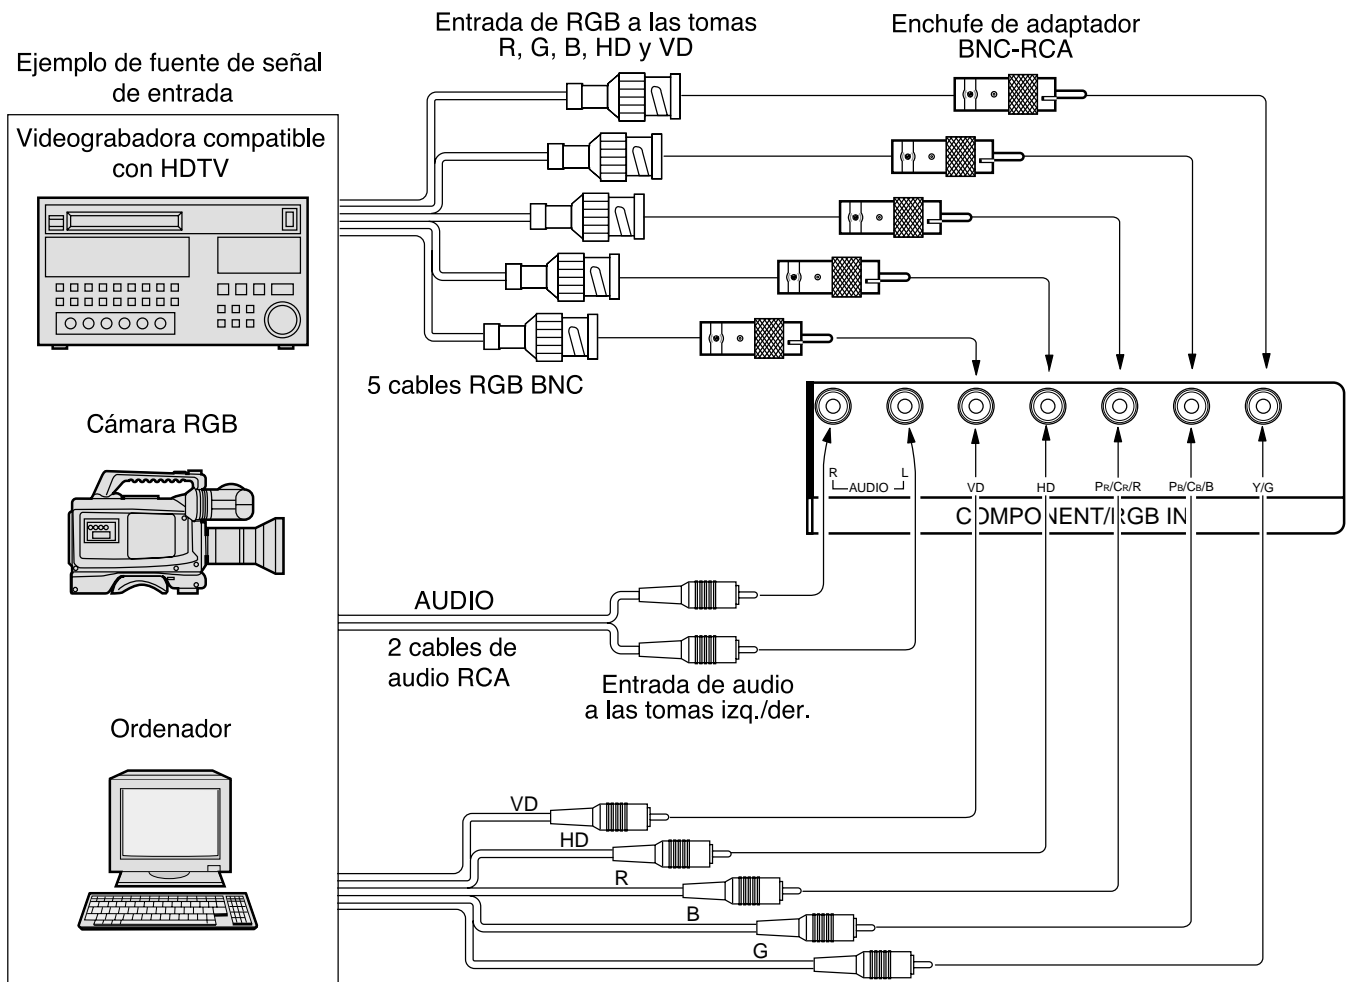 Entrada de RGB a las tomas
R, G, B, HD y VD
Enchufe de adaptador
BNC-RCA
Ejemplo de fuente de señal
de entrada
Videograbadora compatible
con HDTV
5 cables RGB BNC
Cámara RGB
R
L
AUDIO
VD
HD
PR/CR/R
PB/CB/B
Y/G
COMPONENT/RGB IN
AUDIO
2 cables de
audio RCA
Entrada de audio
a las tomas izq./der.
Ordenador
VD
HD
R
B
G